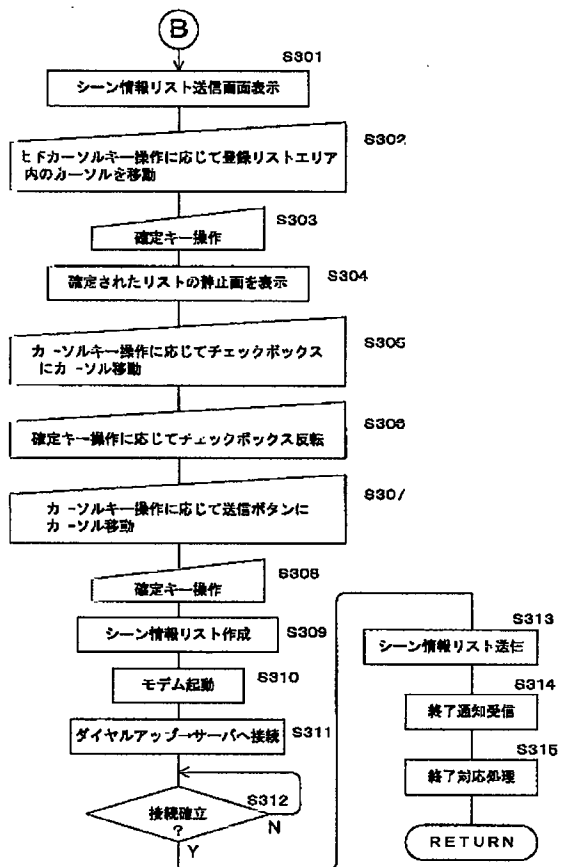 B
S301
シーン情報リスト送信画面表示
S302
上下カーソルキー操作に応じて登録リストエリア
内のカーソルを移動
S303
確定キー操作
S304
確定されたリストの静止画を表示
S305
カーソルキー操作に応じてチェックボックス
にカーソル移動
S306
確定キー操作に応じてチェックボックス反転
S307
カーソルキー操作に応じて送信ボタンに
カーソル移動
S308
確定キー操作
シーン情報リスト作成
S309
モデム起動
S310
ダイヤルアップ→サーバへ接続
S311
接続確立
?
S312
N
Y
S313
シーン情報リスト送信
S314
終了通知受信
S315
終了対応処理
RETURN